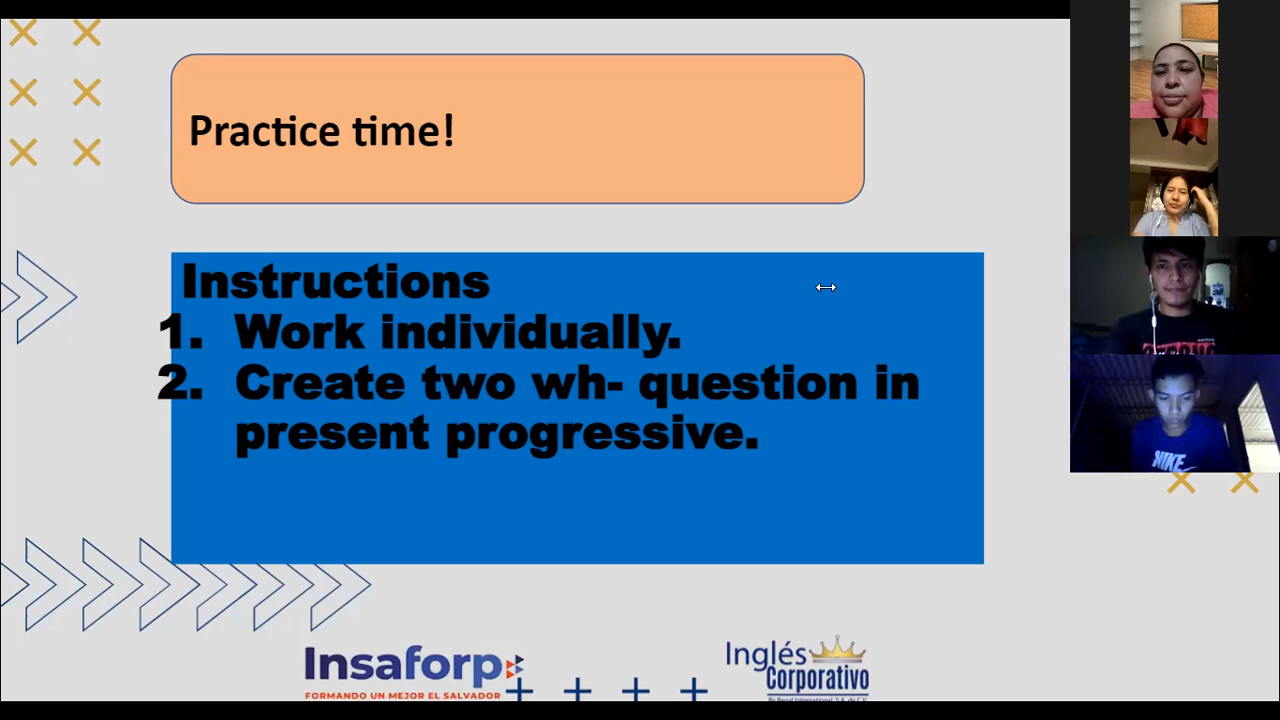 Practice time!
Instructions
1. Work individually.
2. Create two wh- question in
present progressive.
Insaforp
FORMANDO UN MEJOR EL SALVADOR
Inglés
Corporativo
NIKE